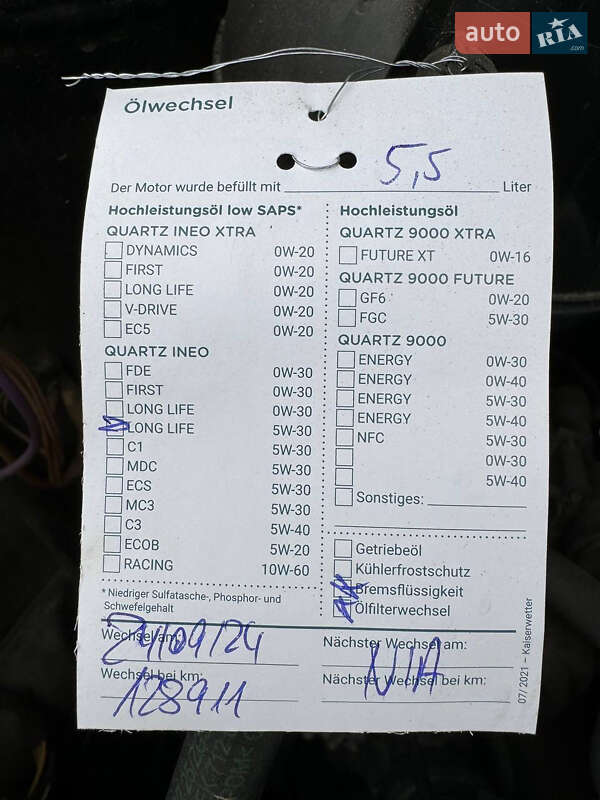 auto RIA .com
Ölwechsel
Der Motor wurde befüllt mit 5,5 Liter
Hochleistungsöl low SAPS*
QUARTZ INEO XTRA
DYNAMICS 0W-20
FIRST 0W-20
LONG LIFE 0W-20
V-DRIVE 0W-20
EC5 0W-20
QUARTZ INEO
FDE 0W-30
FIRST 0W-30
LONG LIFE 0W-30
LONG LIFE 5W-30
C1 5W-30
MDC 5W-30
ECS 5W-30
MC3 5W-30
C3 5W-40
ECOB 5W-20
RACING 10W-60
* Niedriger Sulfatasche-, Phosphor- und
Schwefelgehalt
Hochleistungsöl
QUARTZ 9000 XTRA
FUTURE XT 0W-16
QUARTZ 9000 FUTURE
GF6 0W-20
FGC 5W-30
QUARTZ 9000
ENERGY 0W-30
ENERGY 0W-40
ENERGY 5W-30
ENERGY 5W-40
NFC 5W-30
0W-30
5W-40
Sonstiges:
Getriebeöl
Kühlerfrostschutz
Bremsflüssigkeit
Ölfilterwechsel
Wechsel am: 24/09/24
Wechsel bei km: 128911
Nächster Wechsel am:
N/A
Nächster Wechsel bei km:
07/2021 – Kaiserwetter